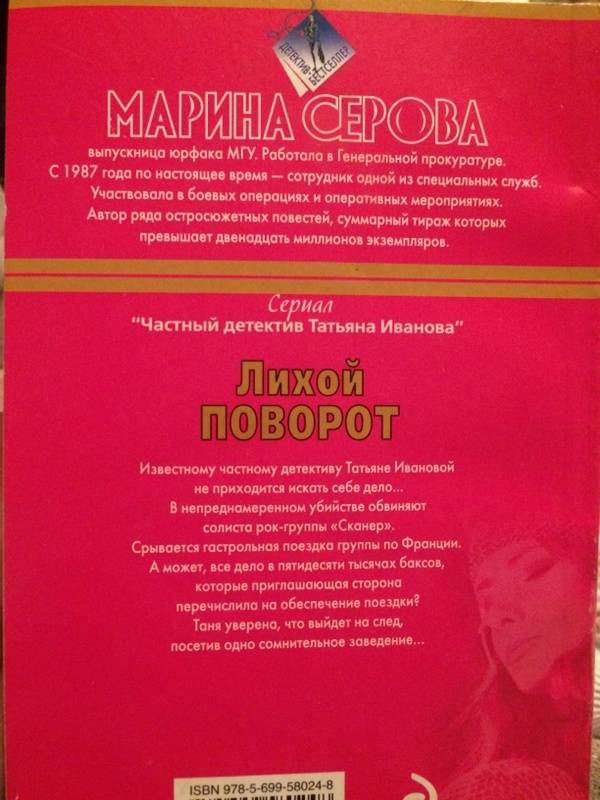 ДЕТЕКТИВ-БЕСТСЕЛЛЕР
МАРИНА СЕРОВА
выпускница юрфака МГУ. Работала в Генеральной прокуратуре.
С 1987 года по настоящее время — сотрудник одной из специальных служб.
Участвовала в боевых операциях и оперативных мероприятиях.
Автор ряда остросюжетных повестей, суммарный тираж которых
превышает двенадцать миллионов экземпляров.
Сериал
"Частный детектив Татьяна Иванова"
Лихой
ПОВОРОТ
Известному частному детективу Татьяне Ивановой
не приходится искать себе дело...
В непреднамеренном убийстве обвиняют
солиста рок-группы «Сканер».
Срывается гастрольная поездка группы по Франции.
А может, все дело в пятидесяти тысячах баксов,
которые приглашающая сторона
перечислила на обеспечение поездки?
Таня уверена, что выйдет на след,
посетив одно сомнительное заведение...
ISBN 978-5-699-58024-8